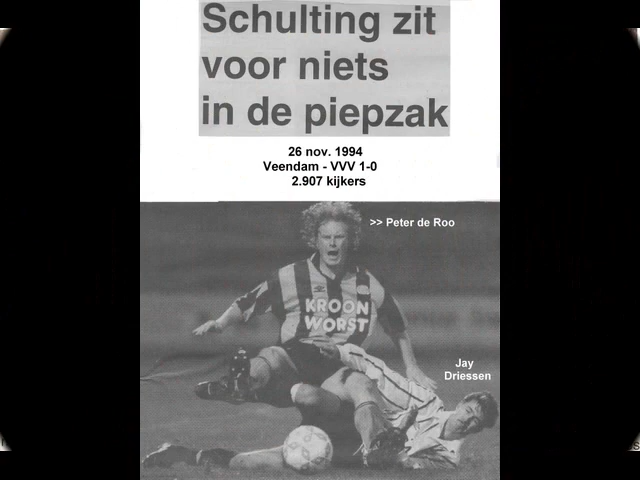 Schulting zit
voor niets
in de piepzak
26 nov. 1994
Veendam - VVV 1-0
2.907 kijkers
>> Peter de Roo
KROON
WORST
Jay
Driessen